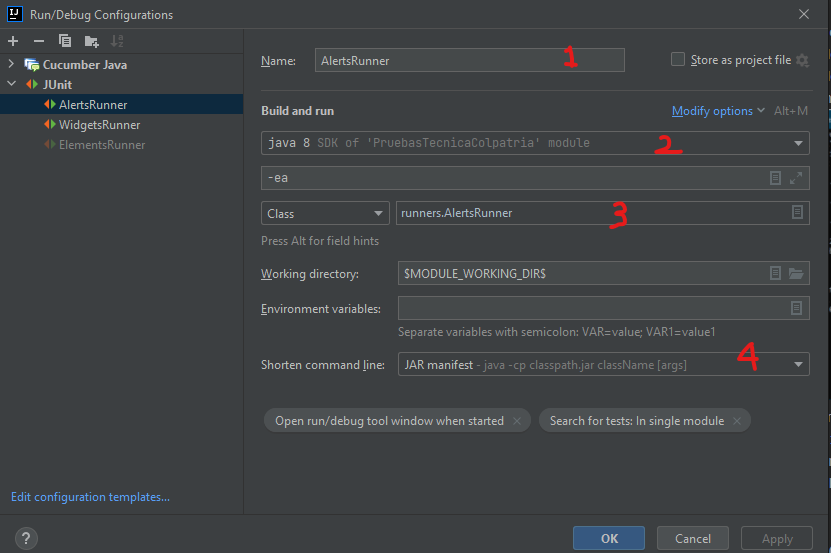 Run/Debug Configurations
Cucumber Java
JUnit
AlertsRunner
WidgetsRunner
ElementsRunner
Edit configuration templates...
Name: AlertsRunner 1 Store as project file
Build and run Modify options Alt+M
java 8 SDK of 'PruebasTecnicaColpatria' module 2
-ea
Class runners.AlertsRunner 3
Press Alt for field hints
Working directory: $MODULE_WORKING_DIR$
Environment variables:
Separate variables with semicolon: VAR=value; VAR1=value1
Shorten command line: JAR manifest - java -cp classpath.jar className [args] 4
Open run/debug tool window when started × Search for tests: In single module ×
? OK Cancel Apply